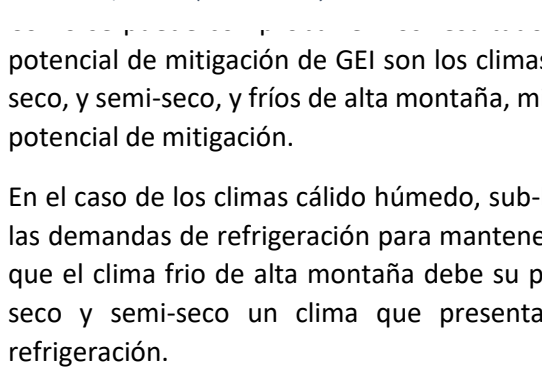 potencial de mitigación de GEI son los climas
seco, y semi-seco, y fríos de alta montaña, m
potencial de mitigación.
En el caso de los climas cálido húmedo, sub-
las demandas de refrigeración para mantene
que el clima frio de alta montaña debe su p
seco y semi-seco un clima que presenta
refrigeración.